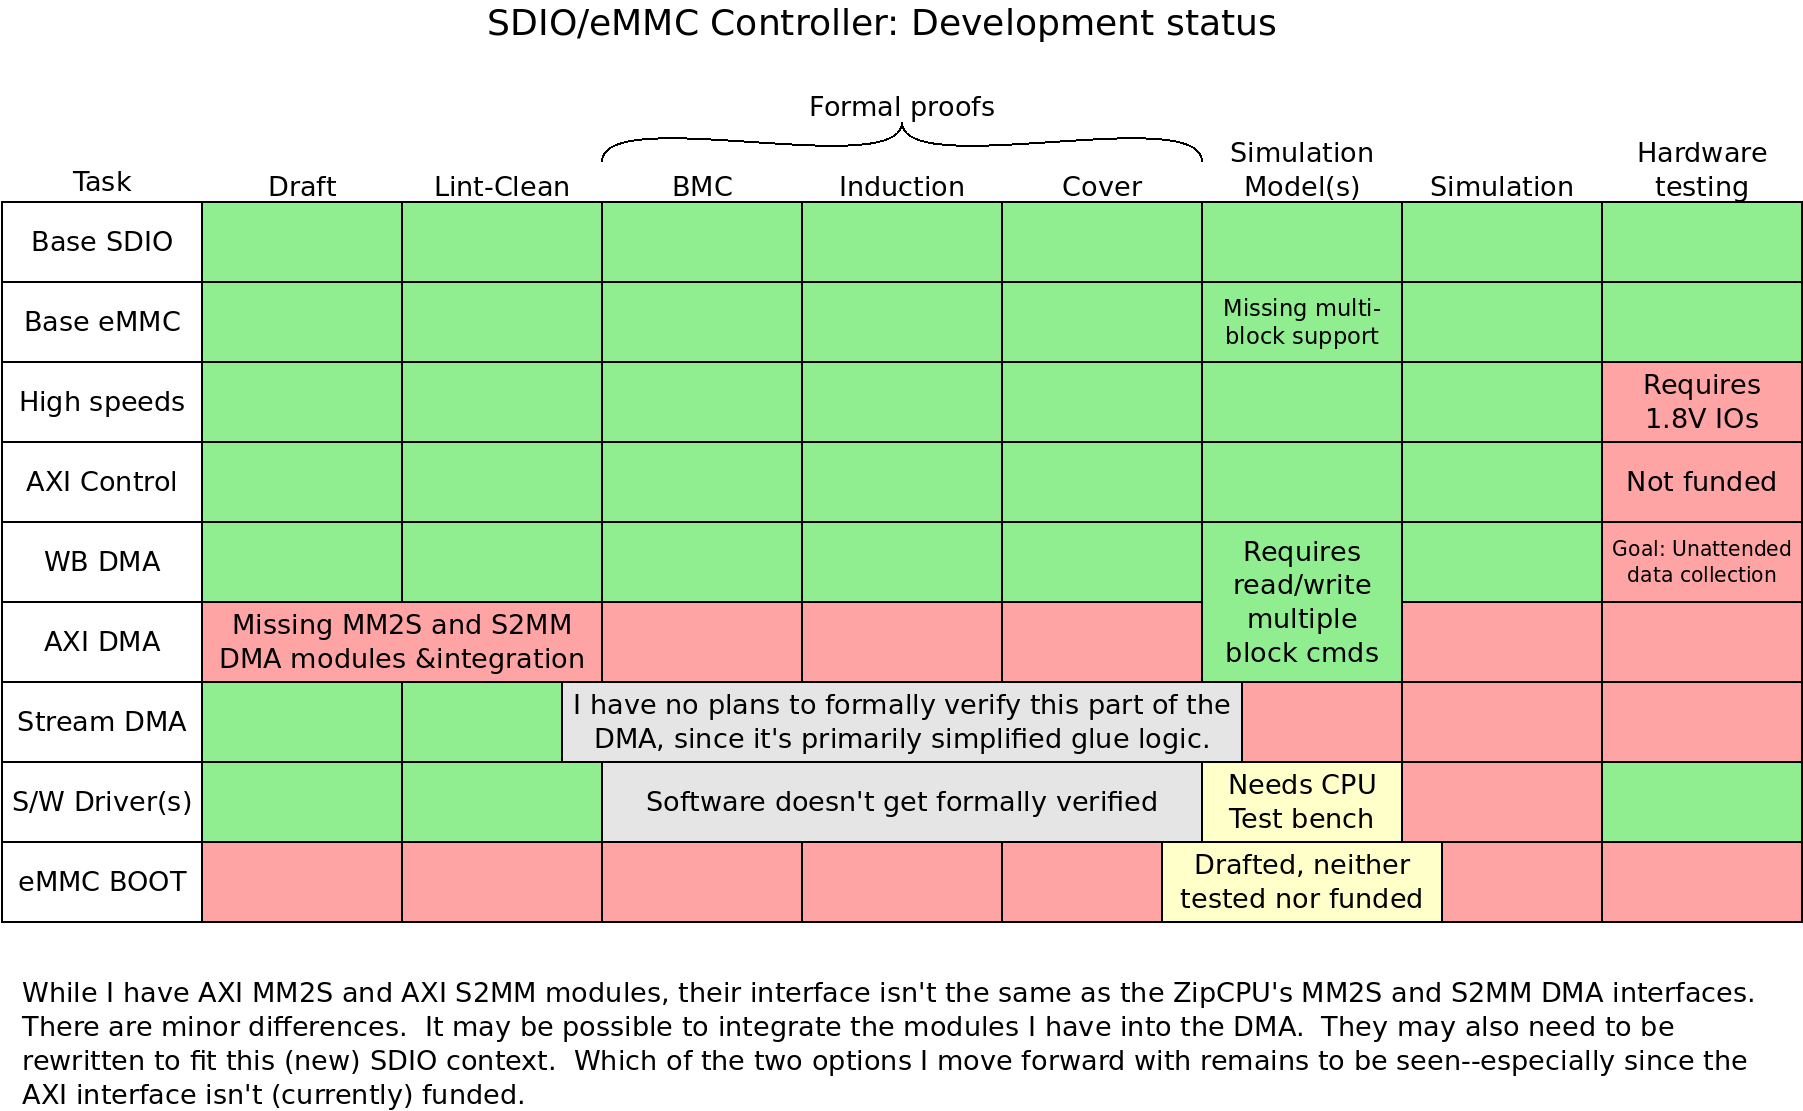 SDIO/eMMC Controller: Development status
Formal proofs
Simulation
Hardware
Task
Draft
Lint-Clean
BMC
Induction
Cover
Model(s)
Simulation
testing
Base SDIO
Base eMMC
Missing multi-
block support
High speeds
Requires
1.8V IOs
AXI Control
Not funded
WB DMA
Requires
read/write
multiple
block cmds
Goal: Unattended
data collection
AXI DMA
Missing MM2S and S2MM
DMA modules &integration
Stream DMA
I have no plans to formally verify this part of the
DMA, since it's primarily simplified glue logic.
S/W Driver(s)
Software doesn't get formally verified
Needs CPU
Test bench
eMMC BOOT
Drafted, neither
tested nor funded
While I have AXI MM2S and AXI S2MM modules, their interface isn't the same as the ZipCPU's MM2S and S2MM DMA interfaces.
There are minor differences.  It may be possible to integrate the modules I have into the DMA.  They may also need to be
rewritten to fit this (new) SDIO context.  Which of the two options I move forward with remains to be seen--especially since the
AXI interface isn't (currently) funded.